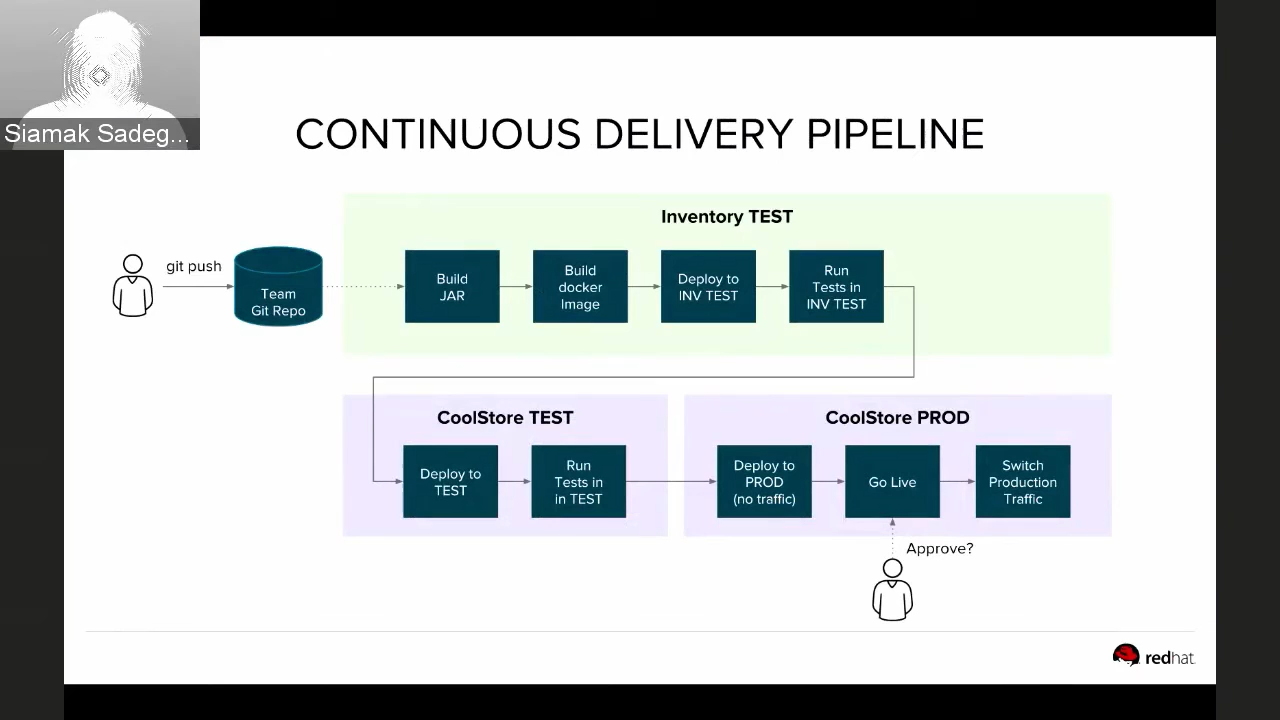 Siamak Sadeg...
CONTINUOUS DELIVERY PIPELINE
Inventory TEST
git push
Team
Git Repo
Build
JAR
Build
docker
Image
Deploy to
INV TEST
Run
Tests in
INV TEST
CoolStore TEST
Deploy to
TEST
Run
Tests in
in TEST
CoolStore PROD
Deploy to
PROD
(no traffic)
Go Live
Switch
Production
Traffic
Approve?
redhat.